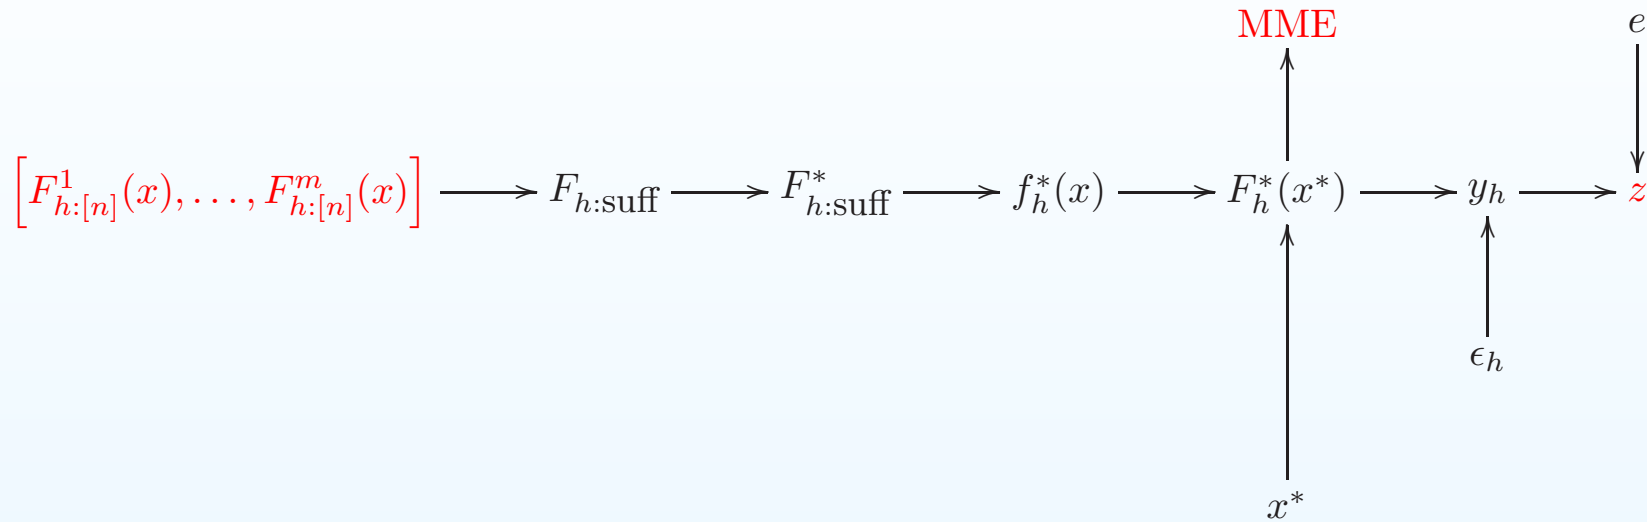 MME e
[F^1_{h:[n]}(x), ..., F^m_{h:[n]}(x)] → F_{h:suff} → F^*_{h:suff} → f^*_h(x) → F^*_h(x^*) → y_h → z
ϵ_h
x^*